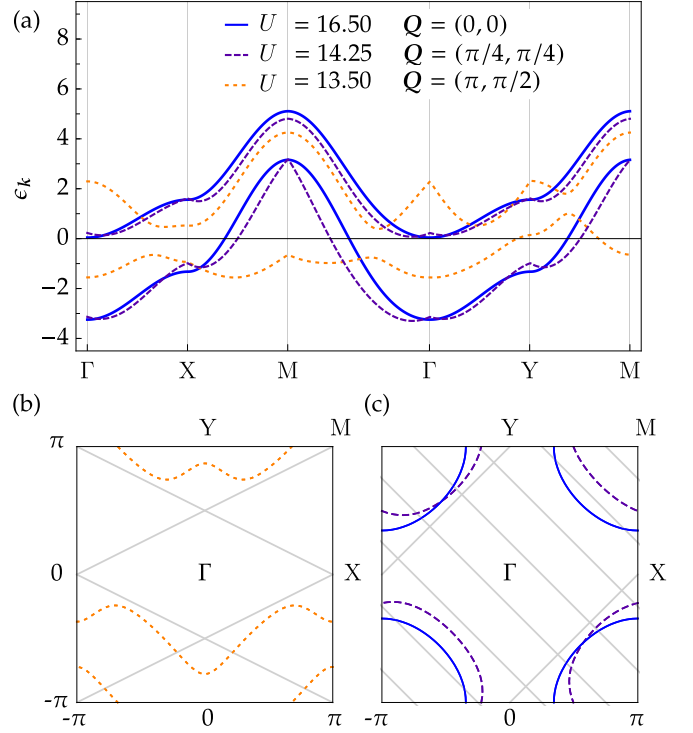 (a)
U = 16.50 Q = (0, 0)
U = 14.25 Q = (π/4, π/4)
U = 13.50 Q = (π, π/2)
8
6
4
2
0
−2
−4
ϵk
Γ X M Γ Y M
(b) (c)
Y M Y M
π
0 Γ X Γ X
-π
-π 0 π -π 0 π